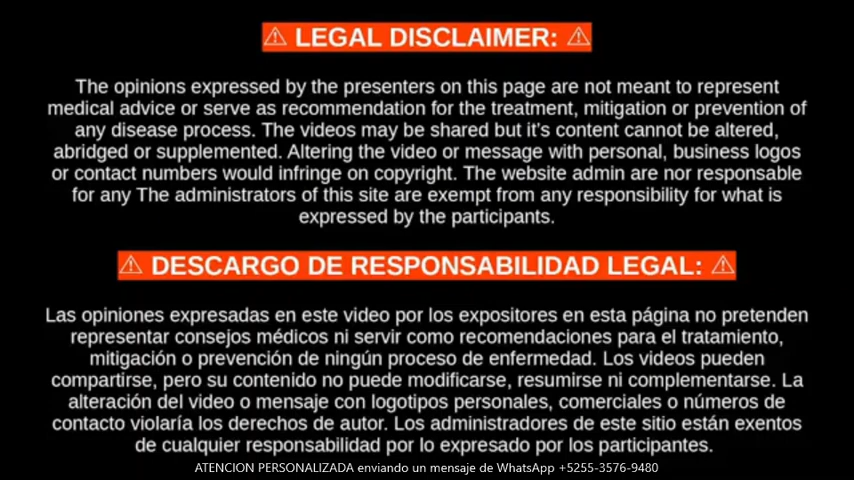 ⚠ LEGAL DISCLAIMER: ⚠
The opinions expressed by the presenters on this page are not meant to represent
medical advice or serve as recommendation for the treatment, mitigation or prevention of
any disease process. The videos may be shared but it's content cannot be altered,
abridged or supplemented. Altering the video or message with personal, business logos
or contact numbers would infringe on copyright. The website admin are nor responsable
for any The administrators of this site are exempt from any responsibility for what is
expressed by the participants.
⚠ DESCARGO DE RESPONSABILIDAD LEGAL: ⚠
Las opiniones expresadas en este video por los expositores en esta página no pretenden
representar consejos médicos ni servir como recomendaciones para el tratamiento,
mitigación o prevención de ningún proceso de enfermedad. Los videos pueden
compartirse, pero su contenido no puede modificarse, resumirse ni complementarse. La
alteración del video o mensaje con logotipos personales, comerciales o números de
contacto violaría los derechos de autor. Los administradores de este sitio están exentos
de cualquier responsabilidad por lo expresado por los participantes.
ATENCION PERSONALIZADA enviando un mensaje de WhatsApp +5255-3576-9480